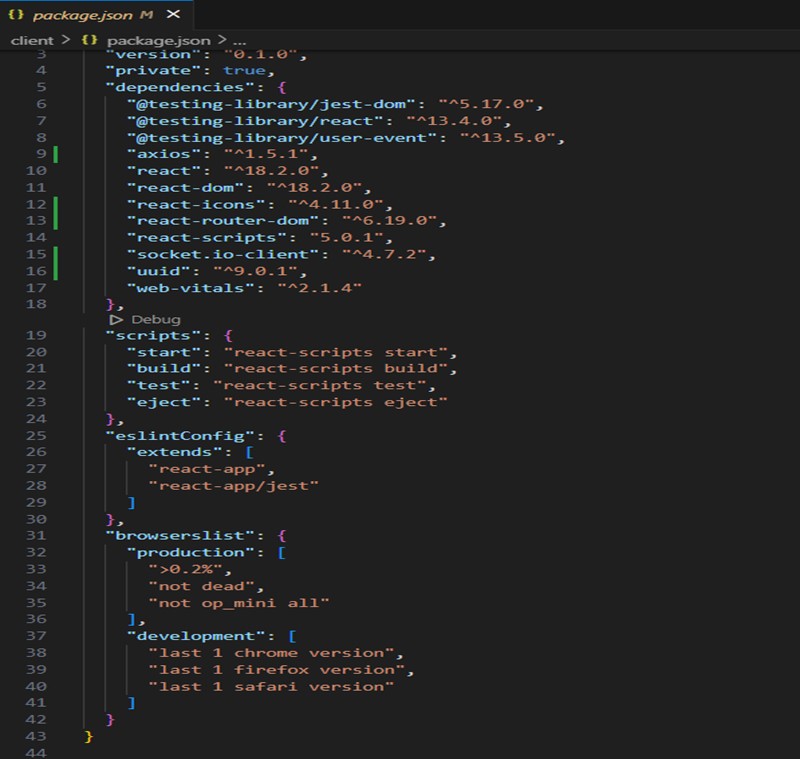 {} package.json M ✕
client > {} package.json > ...
3 "version": "0.1.0",
4 "private": true,
5 "dependencies": {
6 "@testing-library/jest-dom": "^5.17.0",
7 "@testing-library/react": "^13.4.0",
8 "@testing-library/user-event": "^13.5.0",
9 "axios": "^1.5.1",
10 "react": "^18.2.0",
11 "react-dom": "^18.2.0",
12 "react-icons": "^4.11.0",
13 "react-router-dom": "^6.19.0",
14 "react-scripts": "5.0.1",
15 "socket.io-client": "^4.7.2",
16 "uuid": "^9.0.1",
17 "web-vitals": "^2.1.4"
18 },
Debug
19 "scripts": {
20 "start": "react-scripts start",
21 "build": "react-scripts build",
22 "test": "react-scripts test",
23 "eject": "react-scripts eject"
24 },
25 "eslintConfig": {
26 "extends": [
27 "react-app",
28 "react-app/jest"
29 ]
30 },
31 "browserslist": {
32 "production": [
33 ">0.2%",
34 "not dead",
35 "not op_mini all"
36 ],
37 "development": [
38 "last 1 chrome version",
39 "last 1 firefox version",
40 "last 1 safari version"
41 ]
42 }
43 }
44